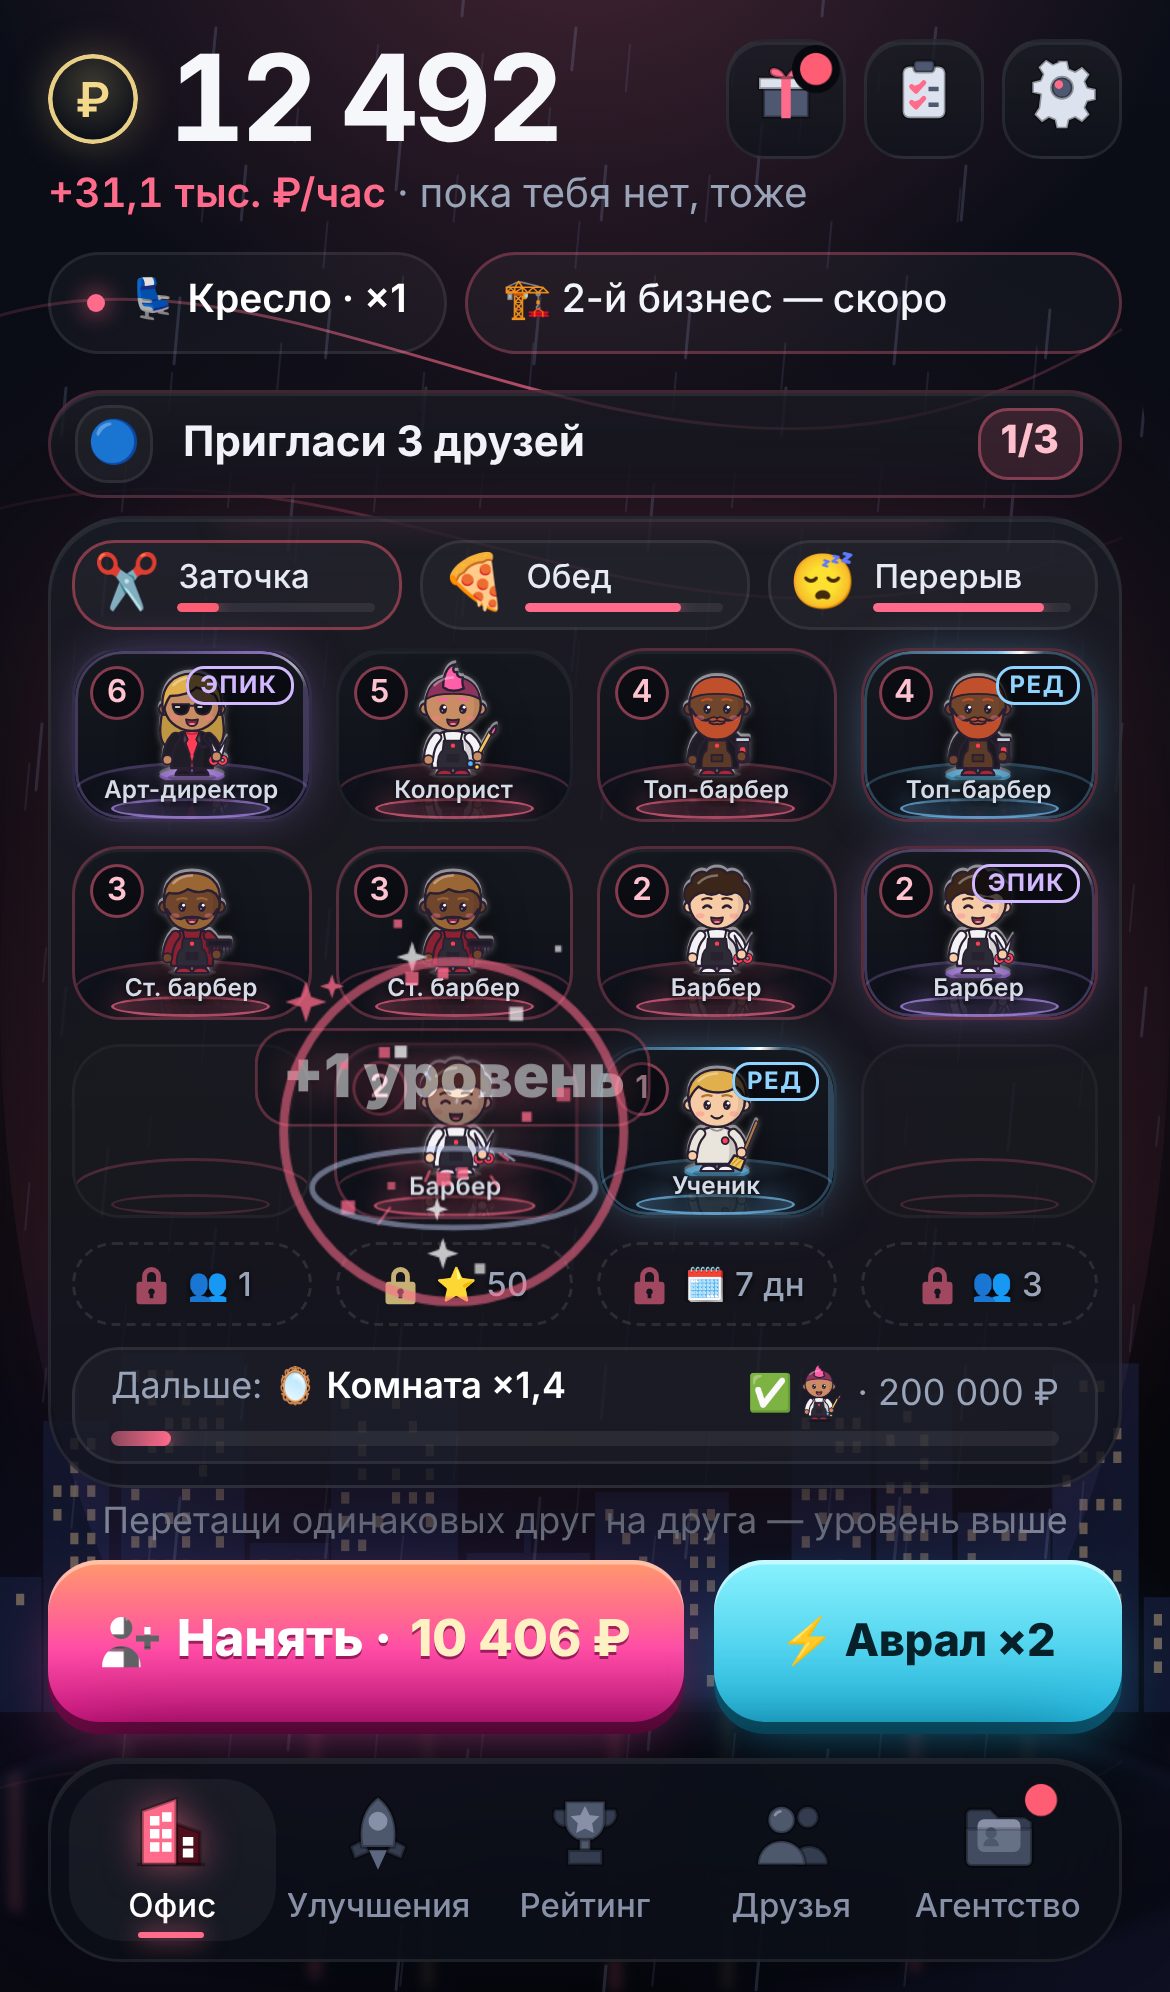 ₽ 12 492
+31,1 тыс. ₽/час · пока тебя нет, тоже
Кресло · ×1
2-й бизнес — скоро
Пригласи 3 друзей
1/3
Заточка
Обед
Перерыв
6 ЭПИК
Арт-директор
5
Колорист
4
Топ-барбер
4 РЕД
Топ-барбер
3
Ст. барбер
3
Ст. барбер
2
Барбер
2 ЭПИК
Барбер
+1 уровень
2
Барбер
1 РЕД
Ученик
1
50
7 дн
3
Дальше: Комната ×1,4
· 200 000 ₽
Перетащи одинаковых друг на друга — уровень выше
Нанять · 10 406 ₽
Аврал ×2
Офис
Улучшения
Рейтинг
Друзья
Агентство